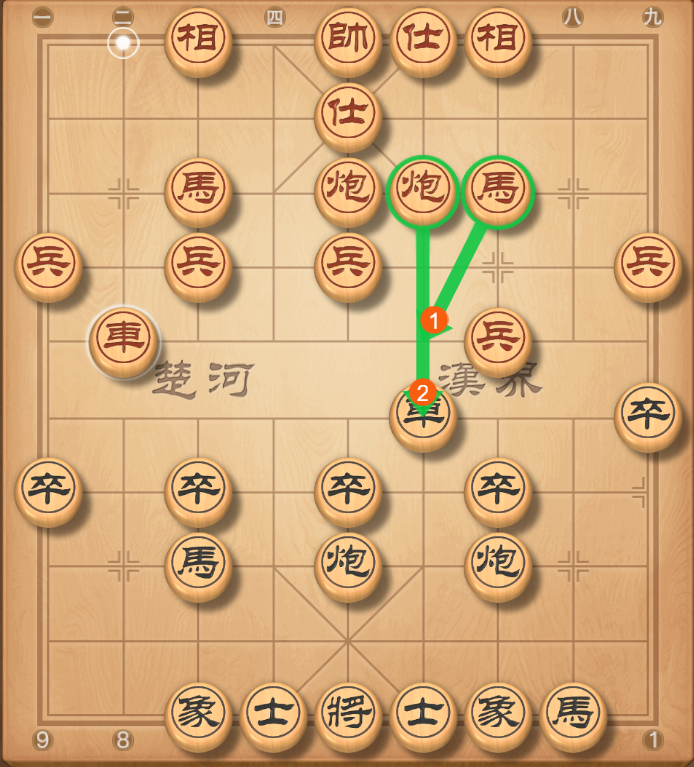 一 二 四 八 九
相 帥 仕 相
仕
馬 炮 炮 馬
兵 兵 兵 兵
1
車 兵
楚河 漢界
2
車 卒
卒 卒 卒 卒
馬 炮 炮
象 士 將 士 象 馬
9 8 1